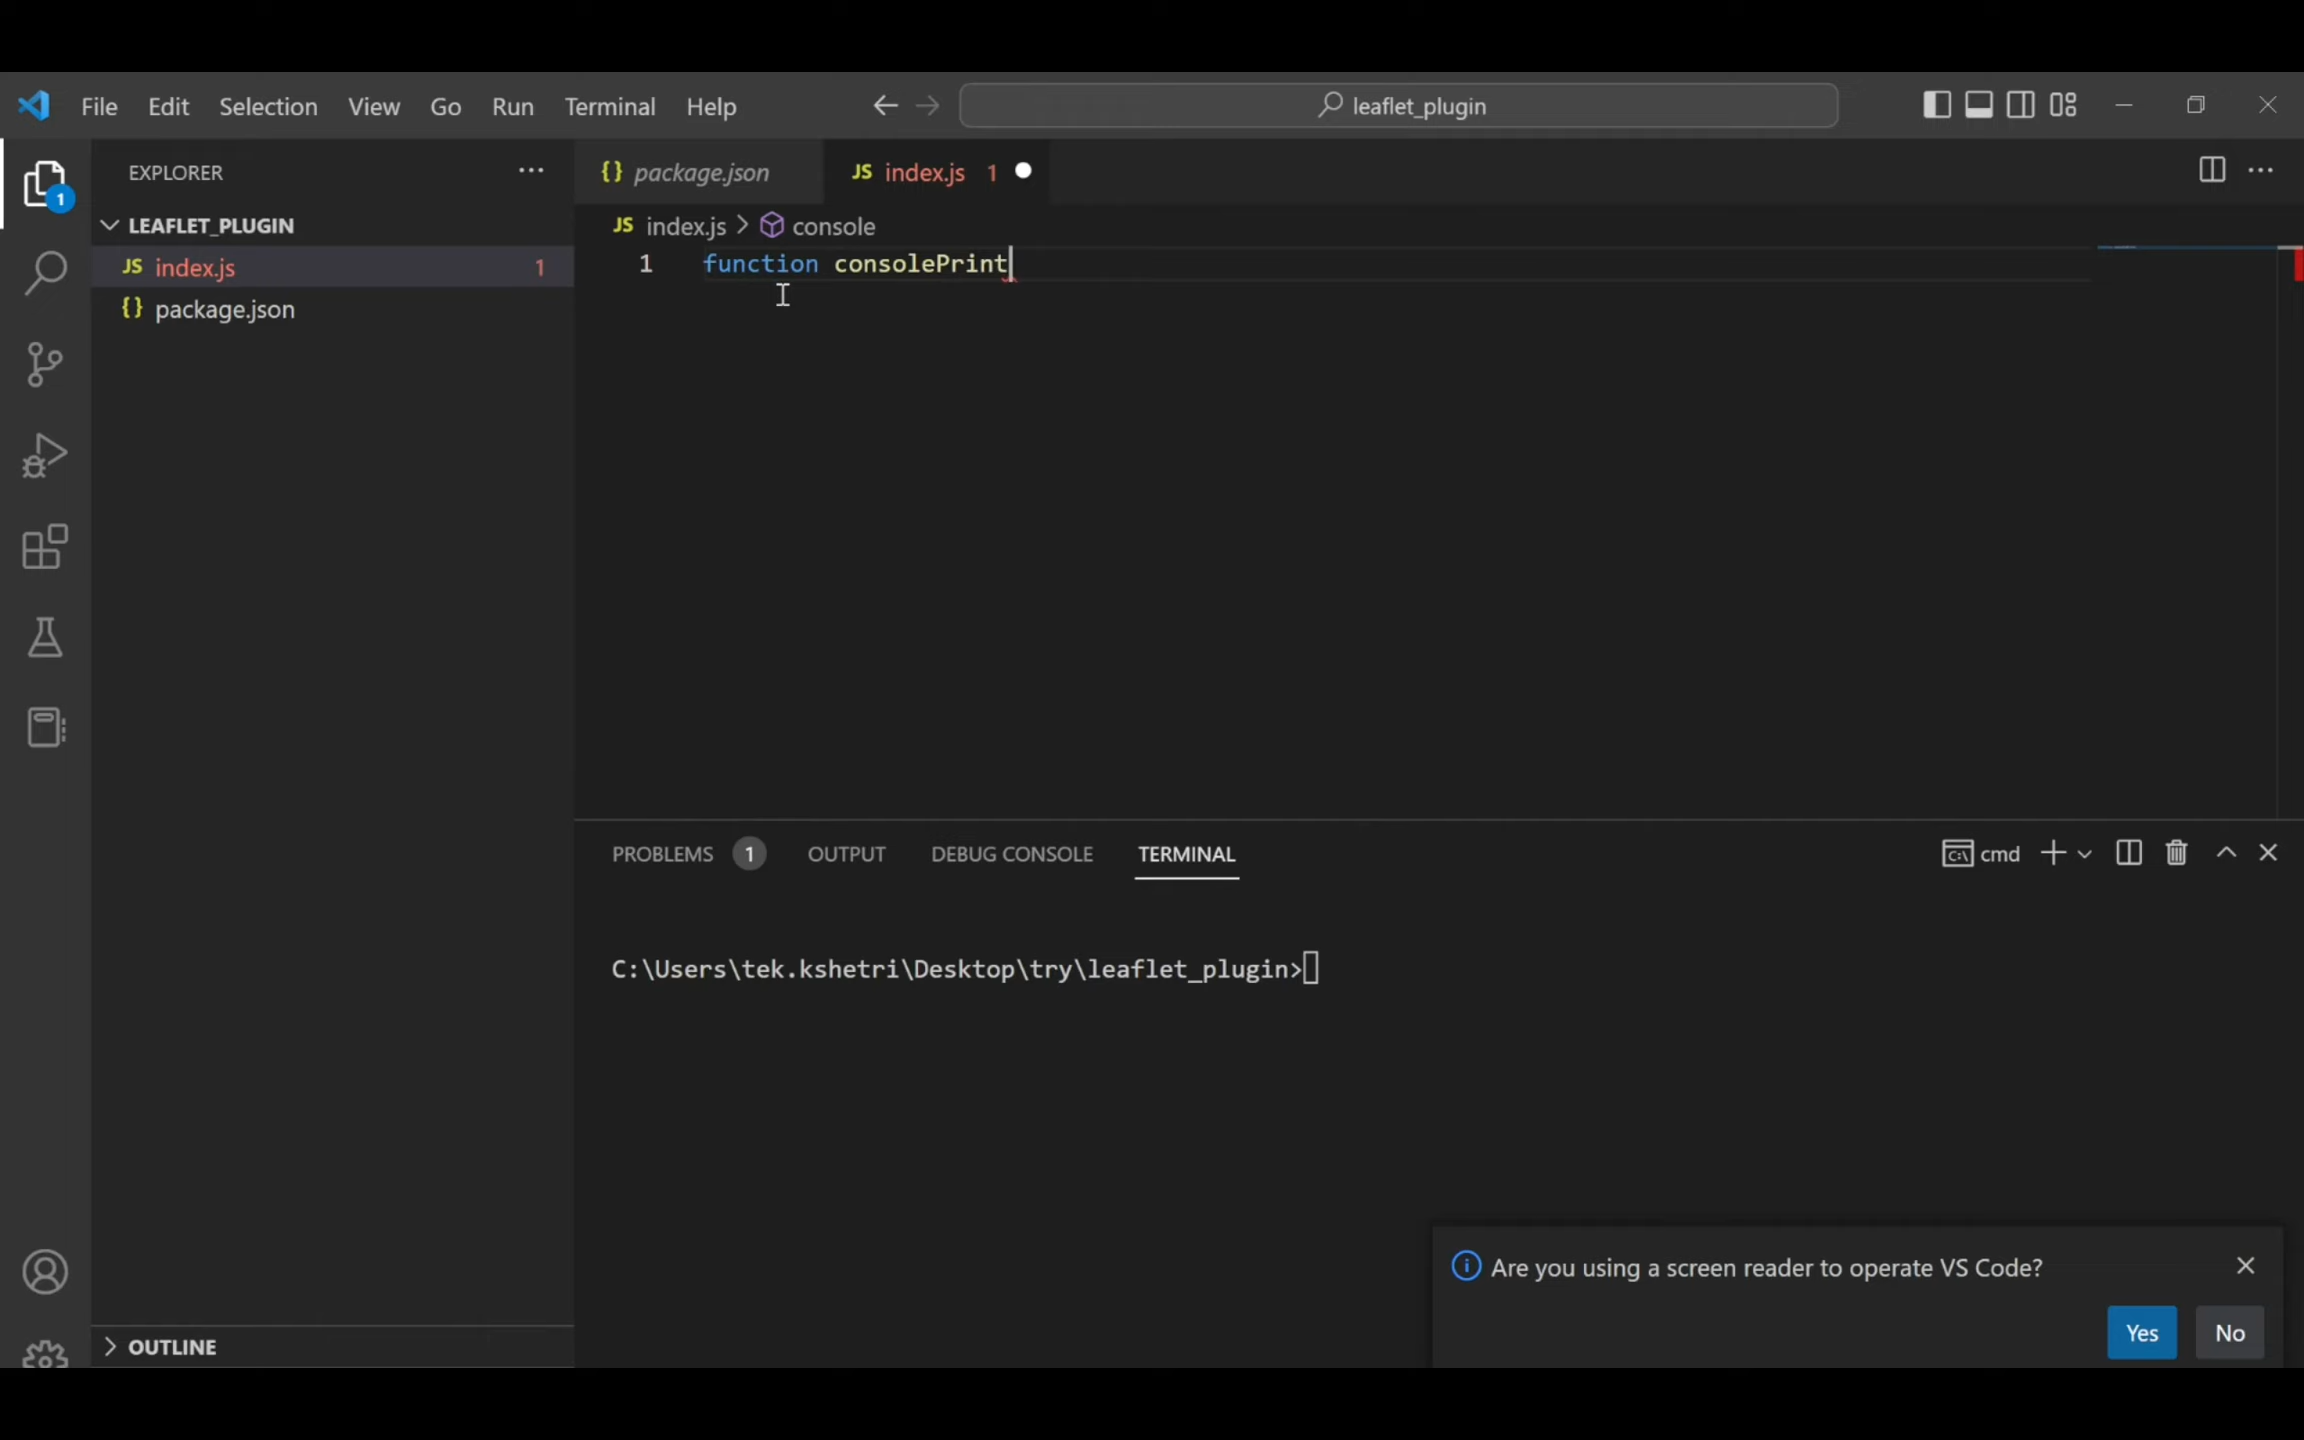 File Edit Selection View Go Run Terminal Help leaflet_plugin
EXPLORER
{} package.json JS index.js 1
1
LEAFLET_PLUGIN
JS index.js > console
JS index.js 1
1 function consolePrint
{} package.json
PROBLEMS 1 OUTPUT DEBUG CONSOLE TERMINAL
cmd
C:\Users\tek.kshetri\Desktop\try\leaflet_plugin>
Are you using a screen reader to operate VS Code?
Yes No
OUTLINE